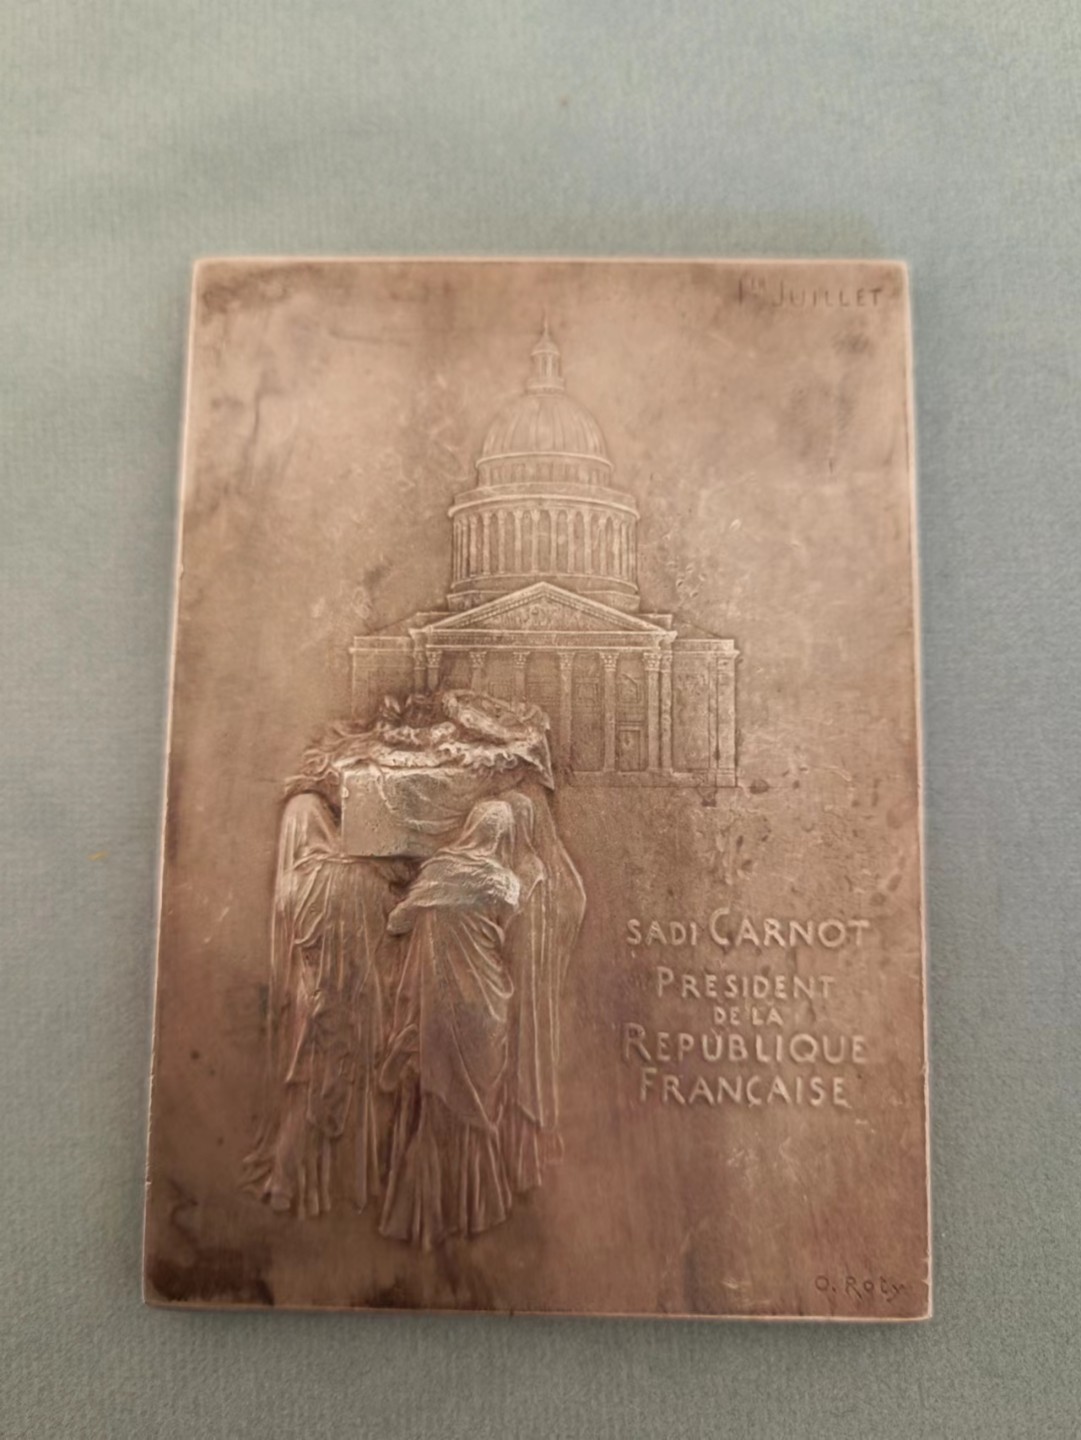 1ER JUILLET
SADI CARNOT
PRESIDENT
DE LA
REPUBLIQUE
FRANÇAISE
O. Roty